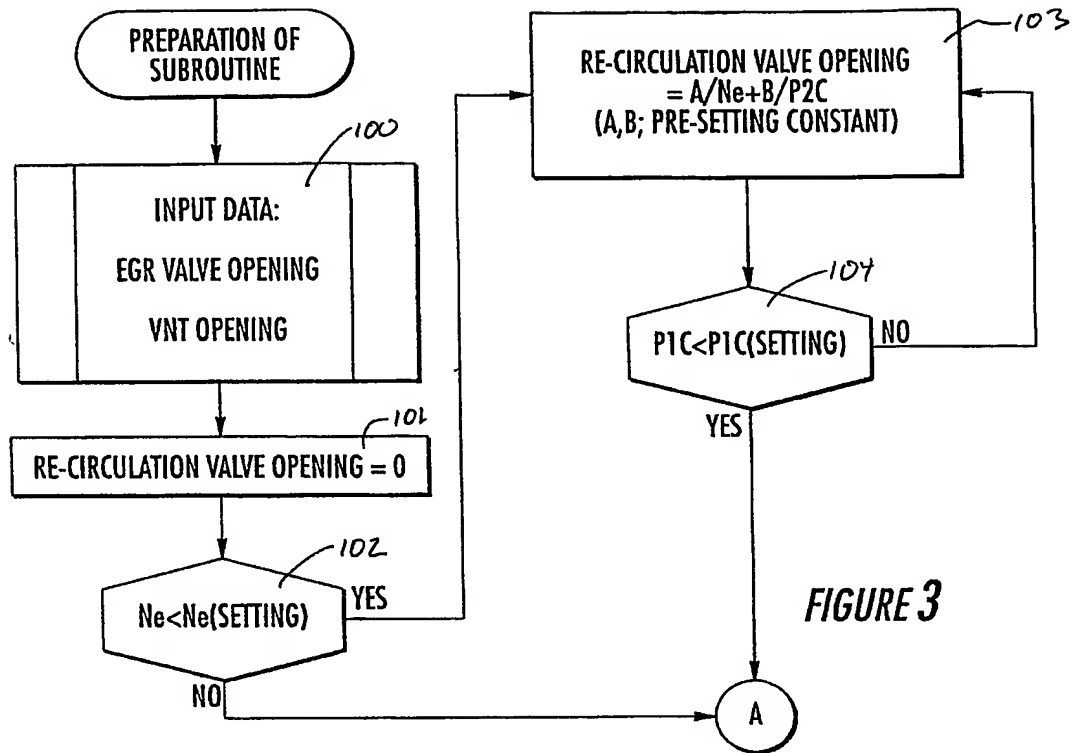 PREPARATION OF
SUBROUTINE
100
INPUT DATA:
EGR VALVE OPENING
VNT OPENING
101
RE-CIRCULATION VALVE OPENING = 0
102
Ne<Ne(SETTING)
YES
NO
103
RE-CIRCULATION VALVE OPENING
= A/Ne+B/P2C
(A,B; PRE-SETTING CONSTANT)
104
P1C<P1C(SETTING)
NO
YES
A
FIGURE 3